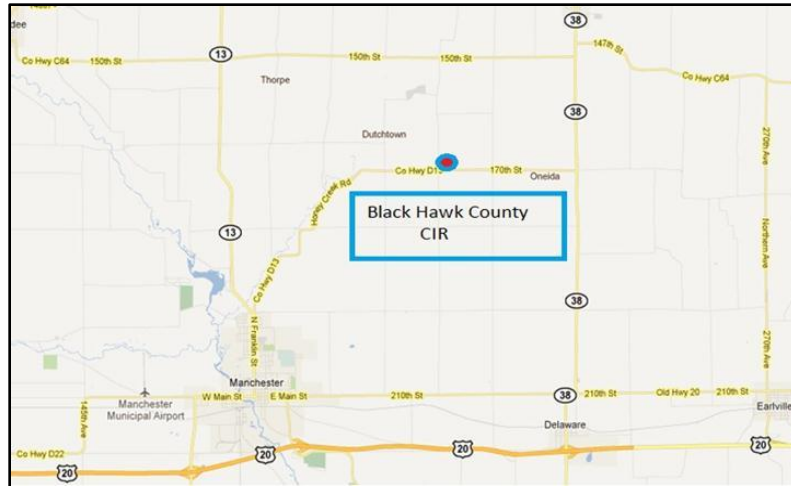 dee
38
13
147th St
Co Hwy C64
150th St
150th St
150th St
Co Hwy C64
Thorpe
38
270th Ave
Dutchtown
Co Hwy D13
170th St
Oneida
Honey Creek Rd
Black Hawk County
CIR
13
Northern Ave
Co Hwy D13
38
N Franklin St
270th Ave
Manchester
W Main St
E Main St
210th St
38
210th St
Old Hwy 20
210th St
Manchester
Municipal Airport
145th Ave
Earlville
Delaware
Co Hwy D22
20
20
20
20
20